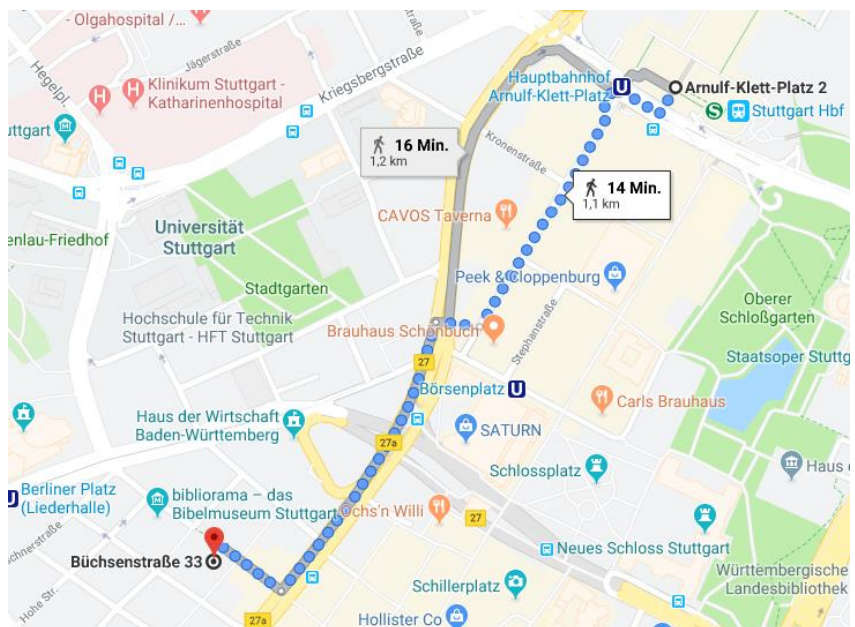 - Olgahospital /...
Jägerstraße
Hegelpl.
Klinikum Stuttgart -
Katharinenhospital
Kriegsbergstraße
Hauptbahnhof
Arnulf-Klett-Platz
Arnulf-Klett-Platz 2
S
Stuttgart Hbf
uttgart
16 Min.
1,2 km
Kronenstraße
14 Min.
1,1 km
CAVOS Taverna
Universität
Stuttgart
enlau-Friedhof
Stadtgarten
Peek & Cloppenburg
Oberer
Schloßgarten
Hochschule für Technik
Stuttgart - HFT Stuttgart
Brauhaus Schönbuch
Stephanstraße
Staatsoper Stuttg
27
Börsenplatz
U
Carls Brauhaus
Haus der Wirtschaft
Baden-Württemberg
27a
SATURN
Schlossplatz
Haus d
Berliner Platz
(Liederhalle)
bibliorama – das
Bibelmuseum Stuttgart
Ochs'n Willi
27
Neues Schloss Stuttgart
chnerstraße
Büchsenstraße 33
Schillerplatz
Württembergische
Landesbibliothek
Hohe Str.
27a
Hollister Co